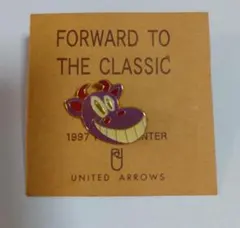 FORWARD TO
THE CLASSIC
1997
UNITED ARROWS